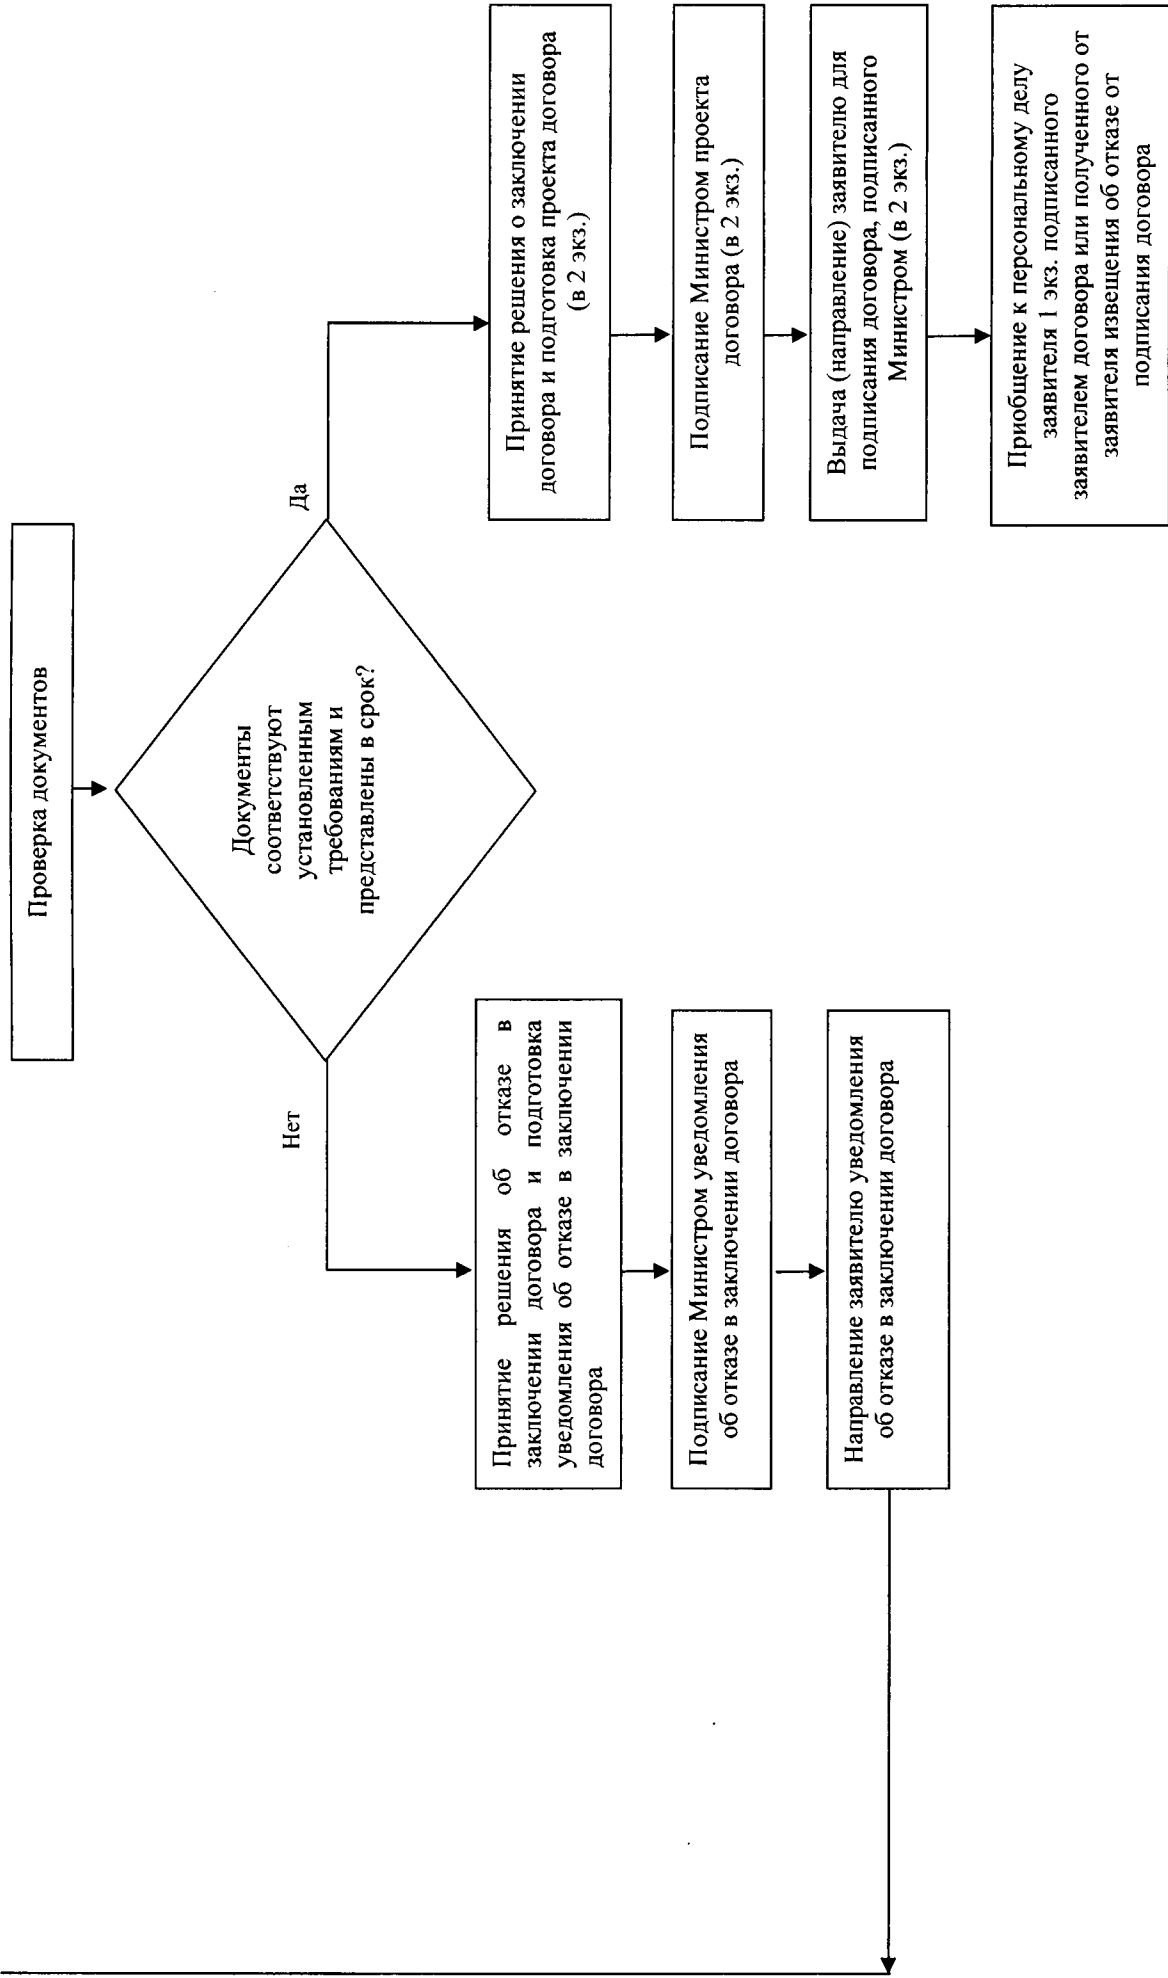 Проверка документов
Документы
соответствуют
установленным
требованиям и
представлены в срок?
Нет
Да
Принятие решения об отказе в
заключении договора и подготовка
уведомления об отказе в заключении
договора
Подписание Министром уведомления
об отказе в заключении договора
Направление заявителю уведомления
об отказе в заключении договора
Принятие решения о заключении
договора и подготовка проекта договора
(в 2 экз.)
Подписание Министром проекта
договора (в 2 экз.)
Выдача (направление) заявителю для
подписания договора, подписанного
Министром (в 2 экз.)
Приобщение к персональному делу
заявителя 1 экз. подписанного
заявителем договора или полученного от
заявителя извещения об отказе от
подписания договора